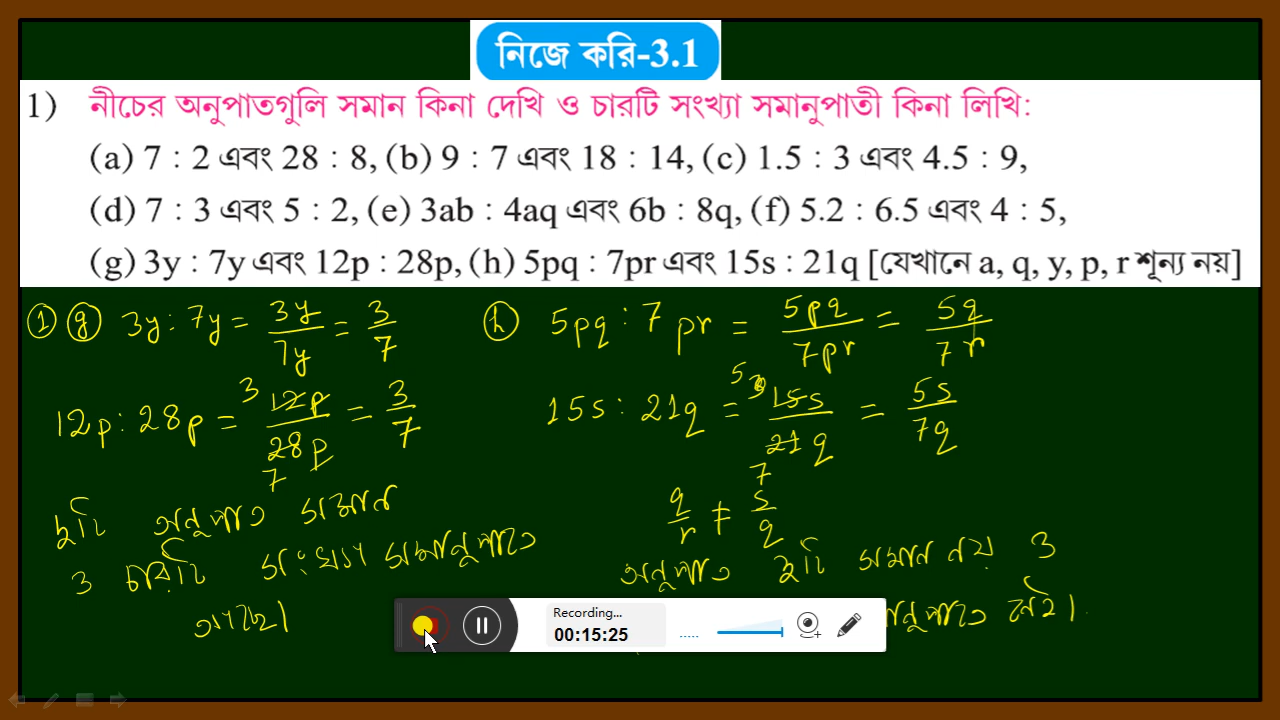 নিজে করি-3.1
1) নীচের অনুপাতগুলি সমান কিনা দেখি ও চারটি সংখ্যা সমানুপাতী কিনা লিখি:
(a) 7 : 2 এবং 28 : 8, (b) 9 : 7 এবং 18 : 14, (c) 1.5 : 3 এবং 4.5 : 9,
(d) 7 : 3 এবং 5 : 2, (e) 3ab : 4aq এবং 6b : 8q, (f) 5.2 : 6.5 এবং 4 : 5,
(g) 3y : 7y এবং 12p : 28p, (h) 5pq : 7pr এবং 15s : 21q [যেখানে a, q, y, p, r শূন্য নয়]
① ⓖ 3y : 7y = 3y/7y = 3/7
12p : 28p = 3 12p/28p 7 = 3/7
দুটি অনুপাত সমান
ও চারটি সংখ্যা সমানুপাতে
আছে।
ⓗ 5pq : 7pr = 5pq/7pr = 5q/7r
15s : 21q = 5 15s/21q 7 = 5s/7q
q/r ≠ s/q
অনুপাত দুটি সমান নয় ও
মানুপাতে নেই।
Recording...
00:15:25